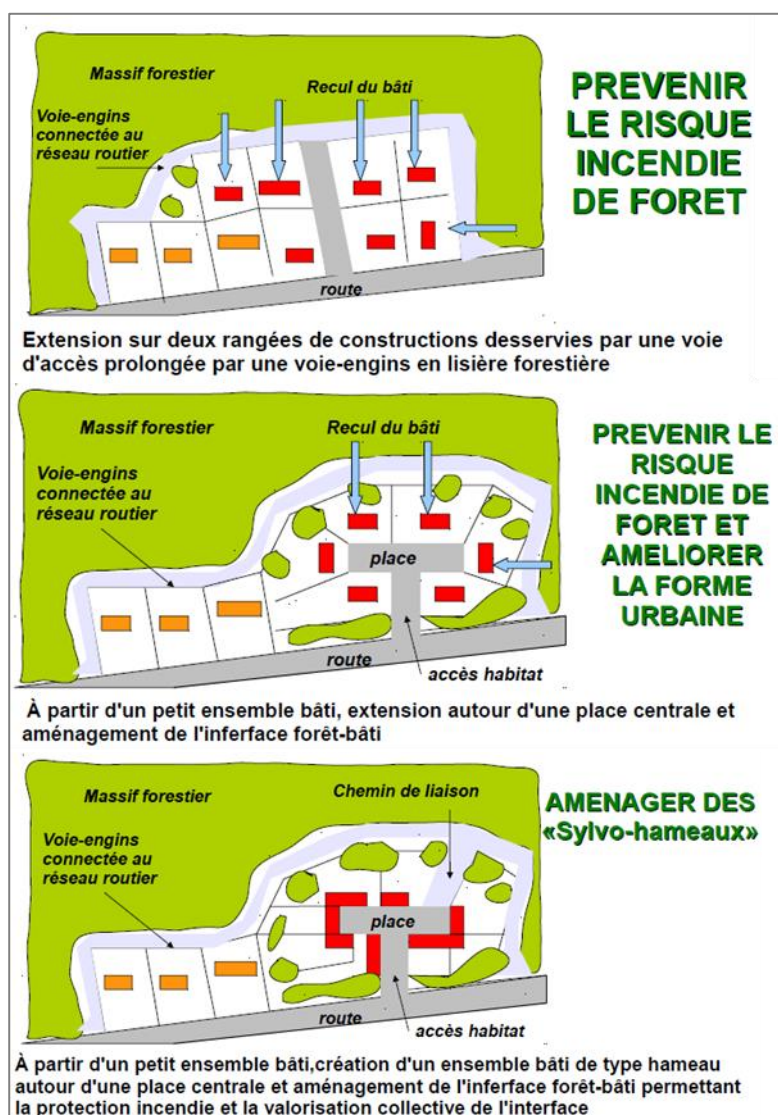 Massif forestier
Recul du bâti
Voie-engins
connectée au
réseau routier
route
PREVENIR
LE RISQUE
INCENDIE
DE FORET
Extension sur deux rangées de constructions desservies par une voie
d'accès prolongée par une voie-engins en lisière forestière
Massif forestier
Recul du bâti
Voie-engins
connectée au
réseau routier
place
route
accès habitat
PREVENIR LE
RISQUE
INCENDIE DE
FORET ET
AMELIORER
LA FORME
URBAINE
À partir d'un petit ensemble bâti, extension autour d'une place centrale et
aménagement de l'inferface forêt-bâti
Massif forestier
Chemin de liaison
Voie-engins
connectée au
réseau routier
place
route
accès habitat
AMENAGER DES
«Sylvo-hameaux»
À partir d'un petit ensemble bâti,création d'un ensemble bâti de type hameau
autour d'une place centrale et aménagement de l'inferface forêt-bâti permettant
la protection incendie et la valorisation collective de l'interface